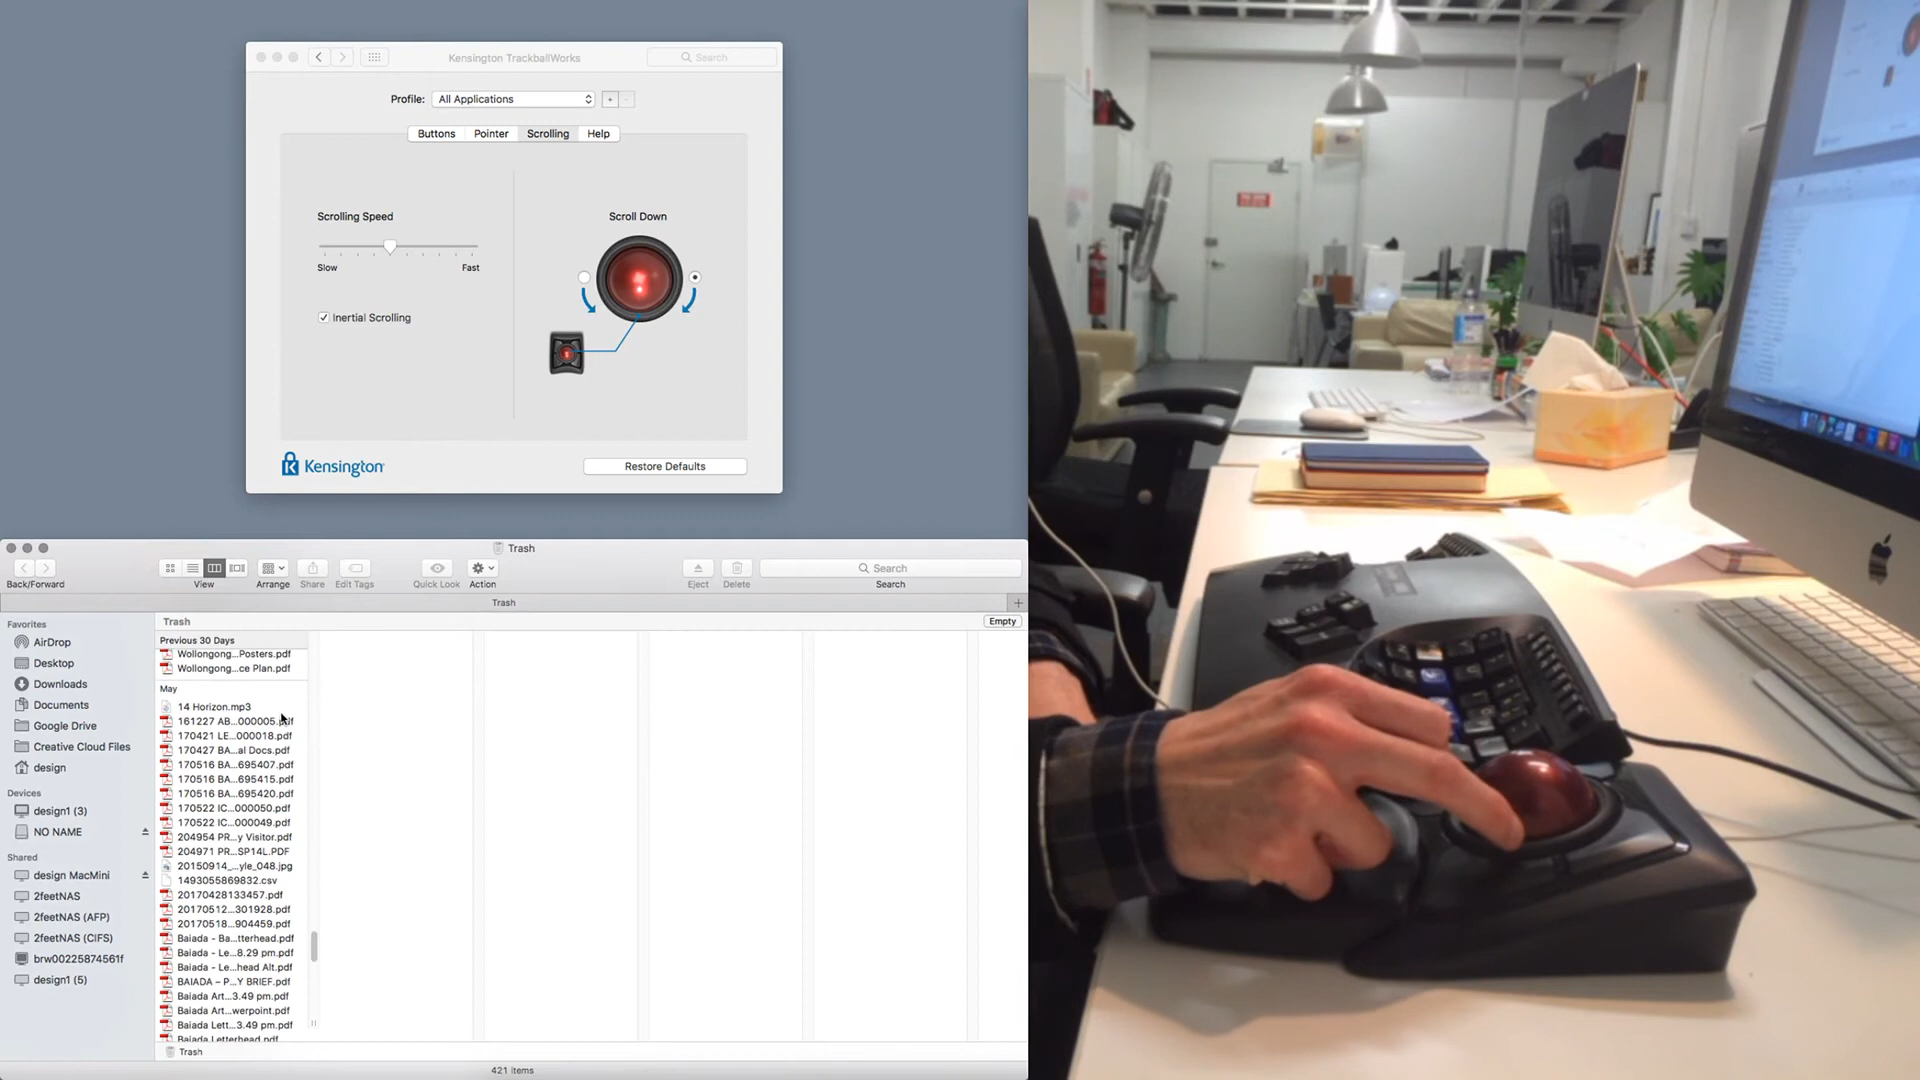 Kensington TrackballWorks
Search
Profile: All Applications
+ -
Buttons Pointer Scrolling Help
Scrolling Speed
Slow Fast
Inertial Scrolling
Scroll Down
Kensington
Restore Defaults
Trash
Back/Forward View Arrange Share Edit Tags Quick Look Action Eject Delete Search
Search
Trash
+
Favorites
AirDrop
Desktop
Downloads
Documents
Google Drive
Creative Cloud Files
design
Devices
design1 (3)
NO NAME
Shared
design MacMini
2feetNAS
2feetNAS (AFP)
2feetNAS (CIFS)
brw00225874561f
design1 (5)
Trash
Empty
Previous 30 Days
Wollongong...Posters.pdf
Wollongong...ce Plan.pdf
May
14 Horizon.mp3
161227 AB...000005.pdf
170421 LE...000018.pdf
170427 BA...al Docs.pdf
170516 BA...695407.pdf
170516 BA...695415.pdf
170516 BA...695420.pdf
170522 IC...000050.pdf
170522 IC...000049.pdf
204954 PR...y Visitor.pdf
204971 PR...SP14L.PDF
20150914_...yle_048.jpg
1493055869832.csv
20170428133457.pdf
20170512...301928.pdf
20170518...904459.pdf
Baiada - Ba...tterhead.pdf
Baiada - Le...8.29 pm.pdf
Baiada - Le...head Alt.pdf
BAIADA – P...Y BRIEF.pdf
Baiada Art...3.49 pm.pdf
Baiada Art...werpoint.pdf
Baiada Lett...3.49 pm.pdf
Baiada Letterhead.pdf
Trash
421 items